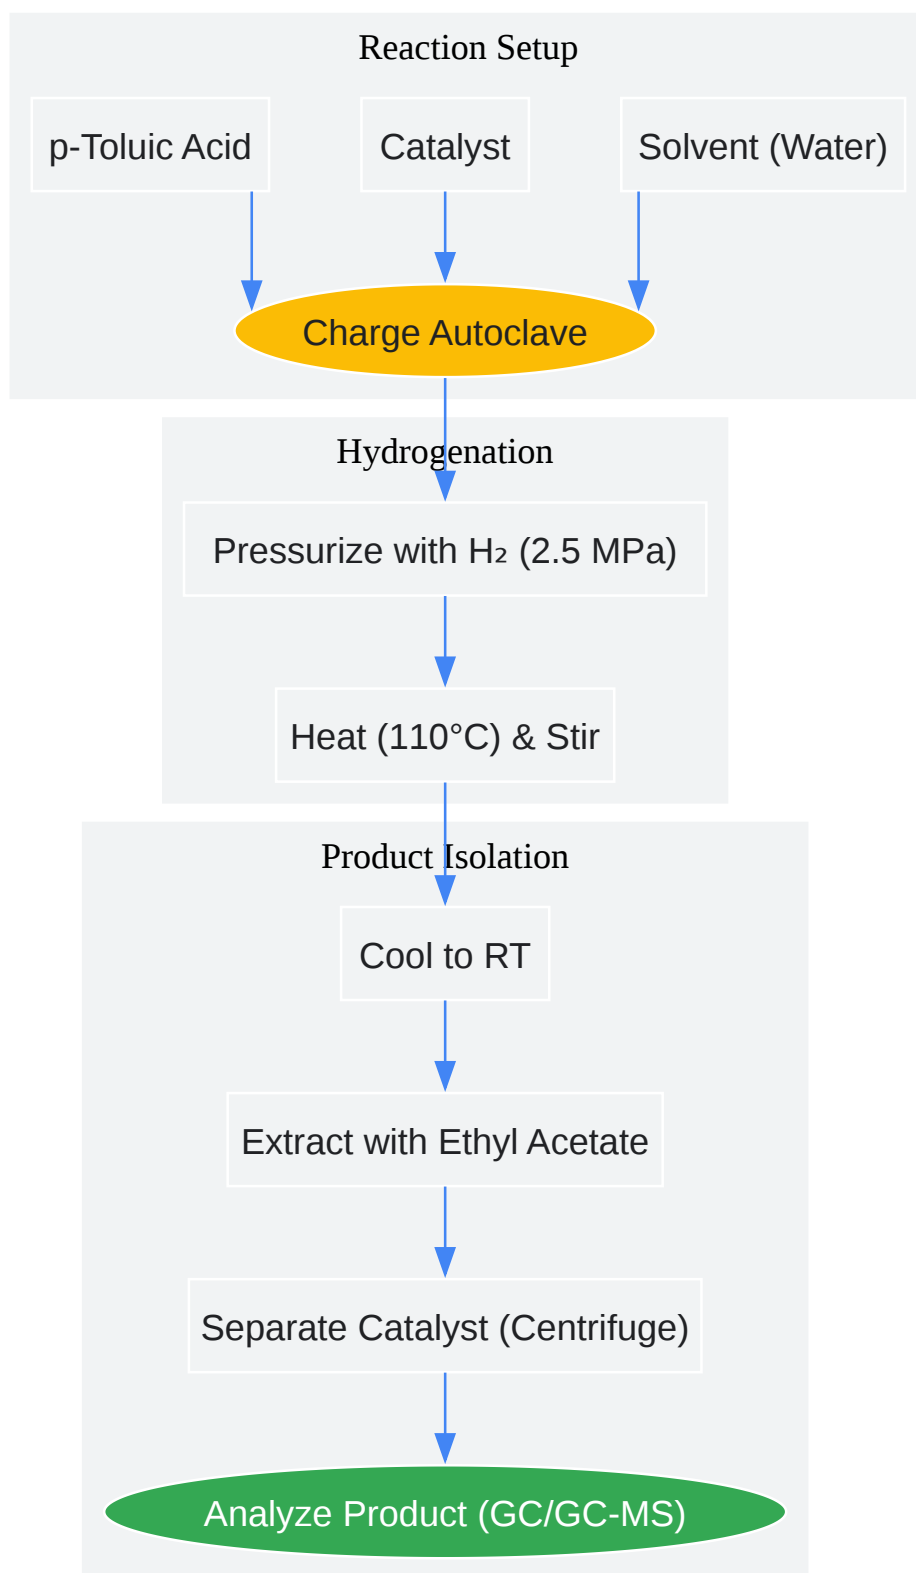 Reaction Setup
p-Toluic Acid
Catalyst
Solvent (Water)
Charge Autoclave
Hydrogenation
Pressurize with H₂ (2.5 MPa)
Heat (110°C) & Stir
Product Isolation
Cool to RT
Extract with Ethyl Acetate
Separate Catalyst (Centrifuge)
Analyze Product (GC/GC-MS)